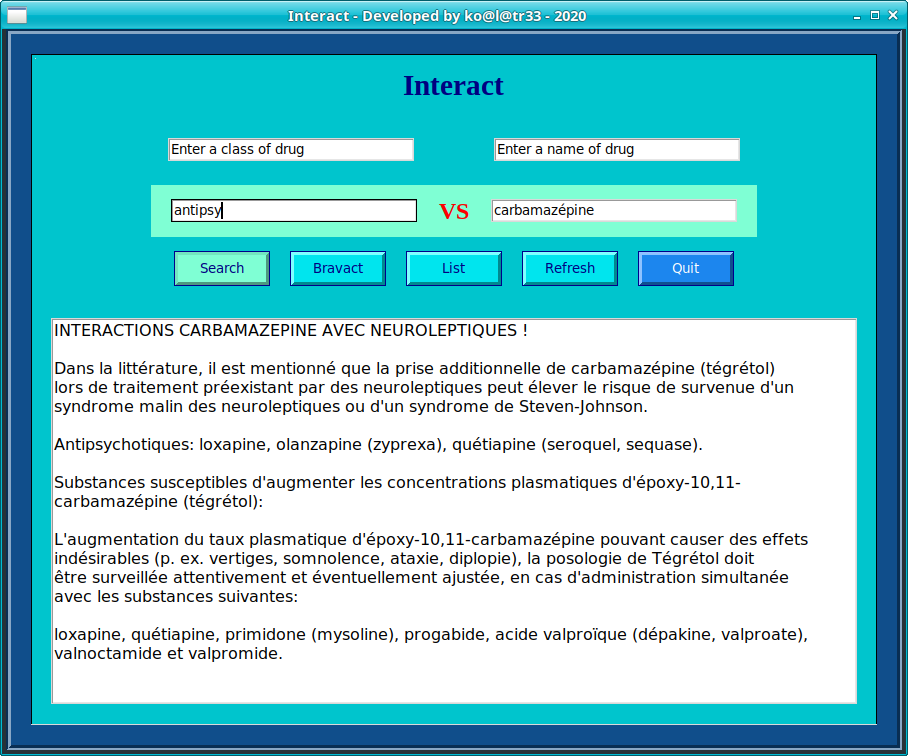 Interact - Developed by ko@l@tr33 - 2020
Interact
Enter a class of drug
Enter a name of drug
antipsy
VS
carbamazépine
Search
Bravact
List
Refresh
Quit
INTERACTIONS CARBAMAZEPINE AVEC NEUROLEPTIQUES !
Dans la littérature, il est mentionné que la prise additionnelle de carbamazépine (tégrétol)
lors de traitement préexistant par des neuroleptiques peut élever le risque de survenue d'un
syndrome malin des neuroleptiques ou d'un syndrome de Steven-Johnson.
Antipsychotiques: loxapine, olanzapine (zyprexa), quétiapine (seroquel, sequase).
Substances susceptibles d'augmenter les concentrations plasmatiques d'époxy-10,11-
carbamazépine (tégrétol):
L'augmentation du taux plasmatique d'époxy-10,11-carbamazépine pouvant causer des effets
indésirables (p. ex. vertiges, somnolence, ataxie, diplopie), la posologie de Tégrétol doit
être surveillée attentivement et éventuellement ajustée, en cas d'administration simultanée
avec les substances suivantes:
loxapine, quétiapine, primidone (mysoline), progabide, acide valproïque (dépakine, valproate),
valnoctamide et valpromide.